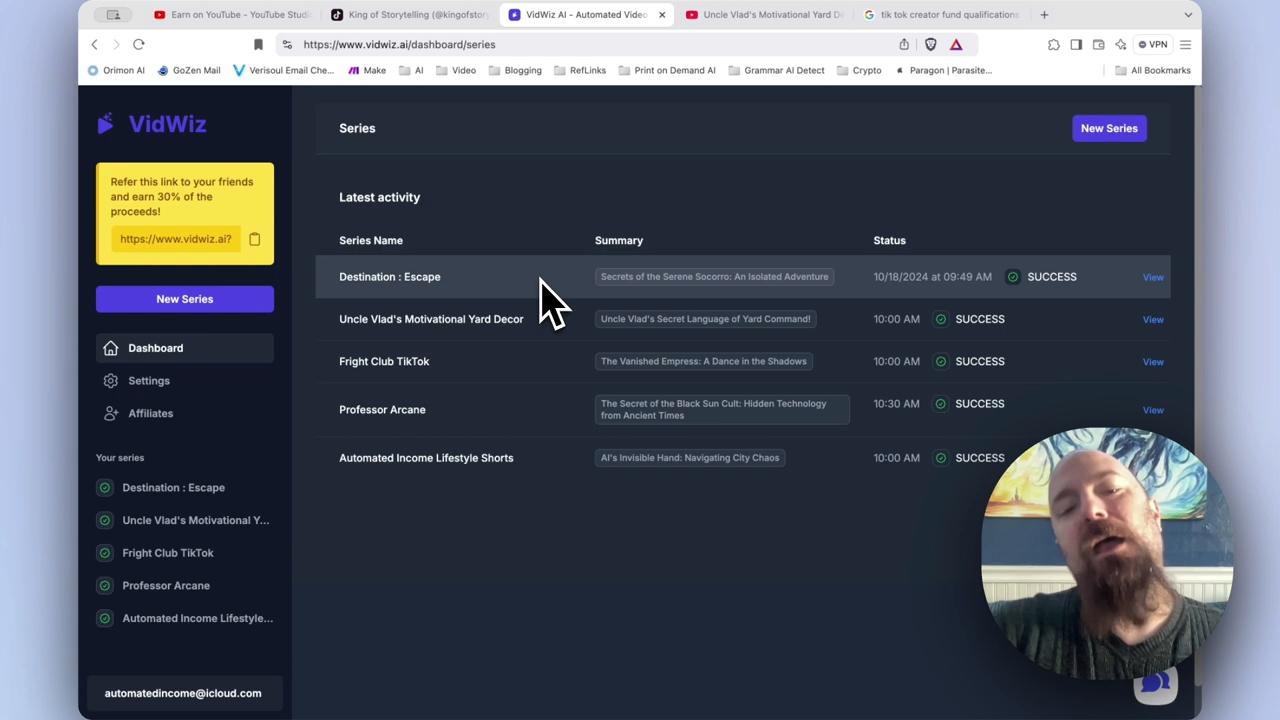 Earn on YouTube - YouTube Studi
King of Storytelling (@kingofstory
VidWiz AI - Automated Video
Uncle Vlad's Motivational Yard De
tik tok creator fund qualifications
https://www.vidwiz.ai/dashboard/series
VPN
Orimon AI
GoZen Mail
Verisoul Email Che...
Make
AI
Video
Blogging
RefLinks
Print on Demand AI
Grammar AI Detect
Crypto
Paragon | Parasite...
All Bookmarks
VidWiz
Refer this link to your friends
and earn 30% of the
proceeds!
https://www.vidwiz.ai?
New Series
Dashboard
Settings
Affiliates
Your series
Destination : Escape
Uncle Vlad's Motivational Y...
Fright Club TikTok
Professor Arcane
Automated Income Lifestyle...
automatedincome@icloud.com
Series
New Series
Latest activity
Series Name Summary Status
Destination : Escape Secrets of the Serene Socorro: An Isolated Adventure 10/18/2024 at 09:49 AM SUCCESS View
Uncle Vlad's Motivational Yard Decor Uncle Vlad's Secret Language of Yard Command! 10:00 AM SUCCESS View
Fright Club TikTok The Vanished Empress: A Dance in the Shadows 10:00 AM SUCCESS View
Professor Arcane The Secret of the Black Sun Cult: Hidden Technology 10:30 AM SUCCESS View
from Ancient Times
Automated Income Lifestyle Shorts AI's Invisible Hand: Navigating City Chaos 10:00 AM SUCCESS